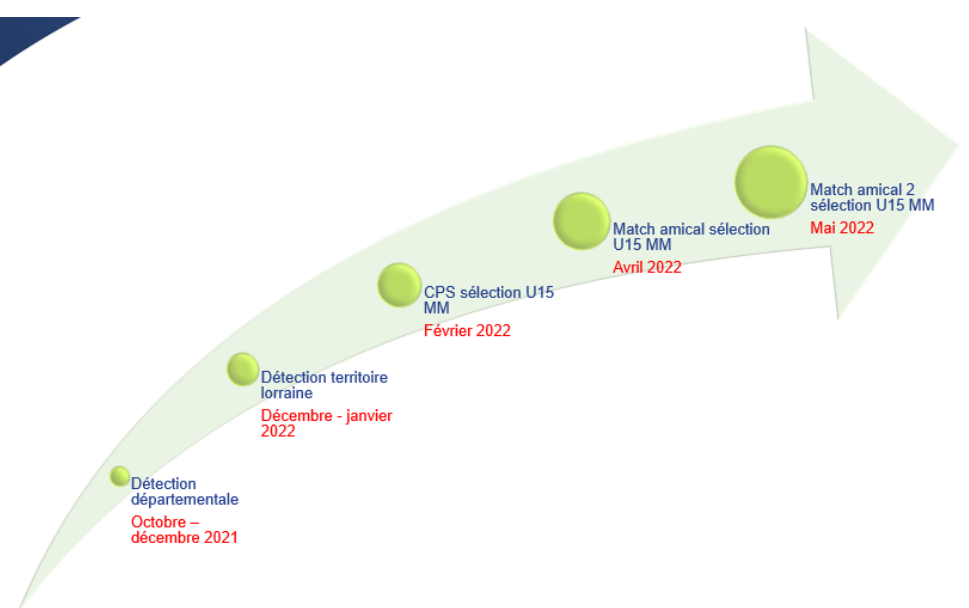 Détection
départementale
Octobre –
décembre 2021
Détection territoire
lorraine
Décembre - janvier
2022
CPS sélection U15
MM
Février 2022
Match amical sélection
U15 MM
Avril 2022
Match amical 2
sélection U15 MM
Mai 2022